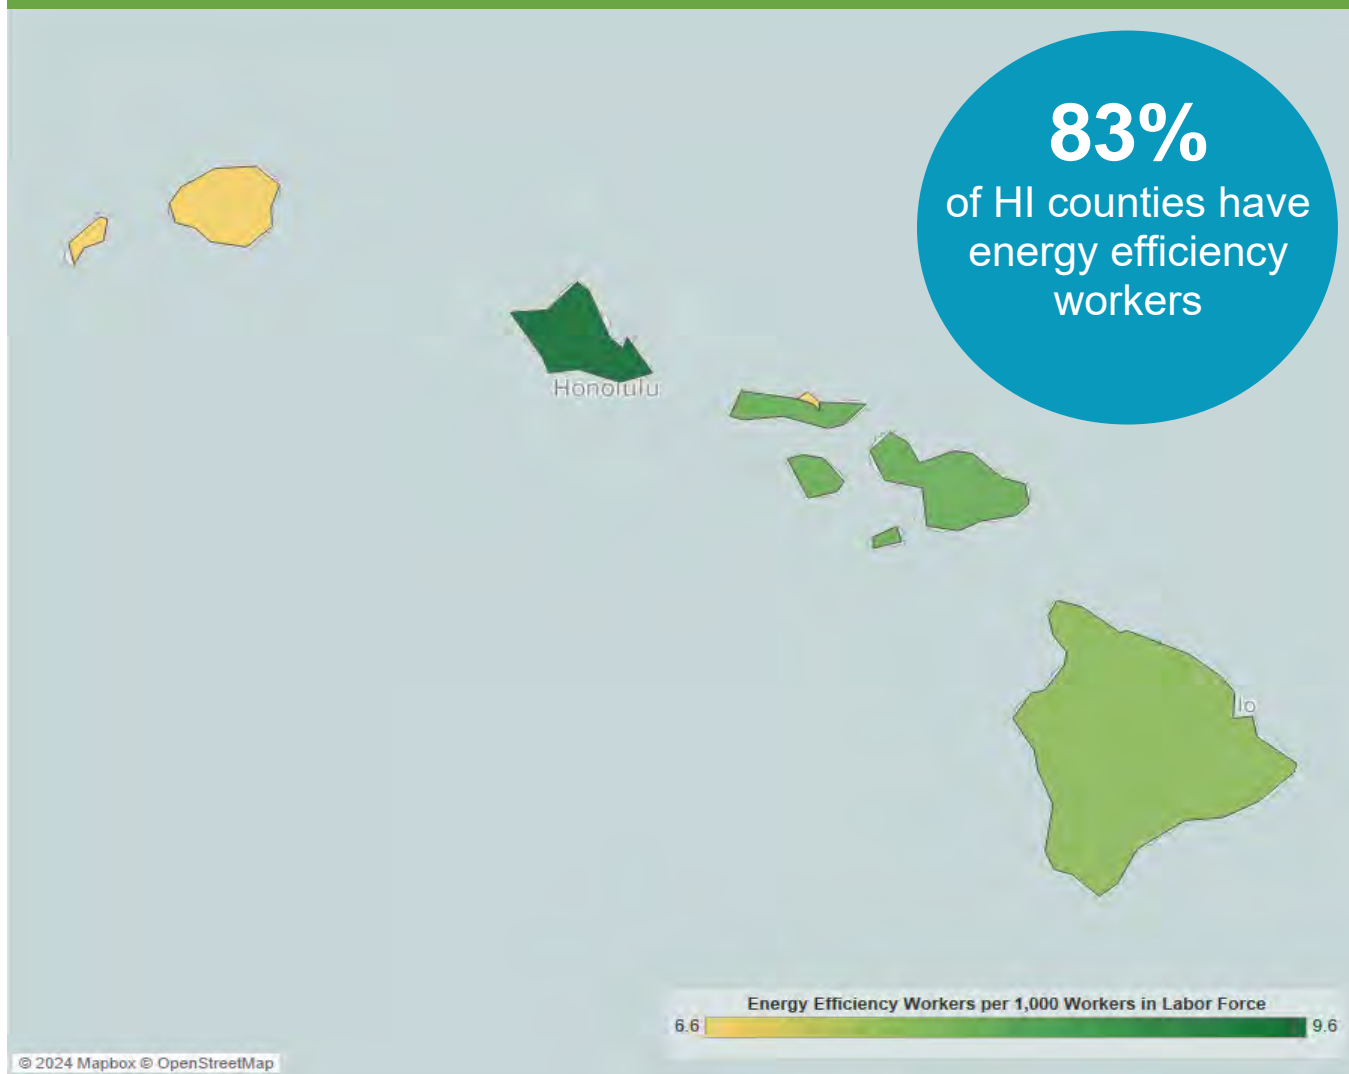 83%
of HI counties have
energy efficiency
workers
Honolulu
lo
Energy Efficiency Workers per 1,000 Workers in Labor Force
6.6
9.6
© 2024 Mapbox © OpenStreetMap